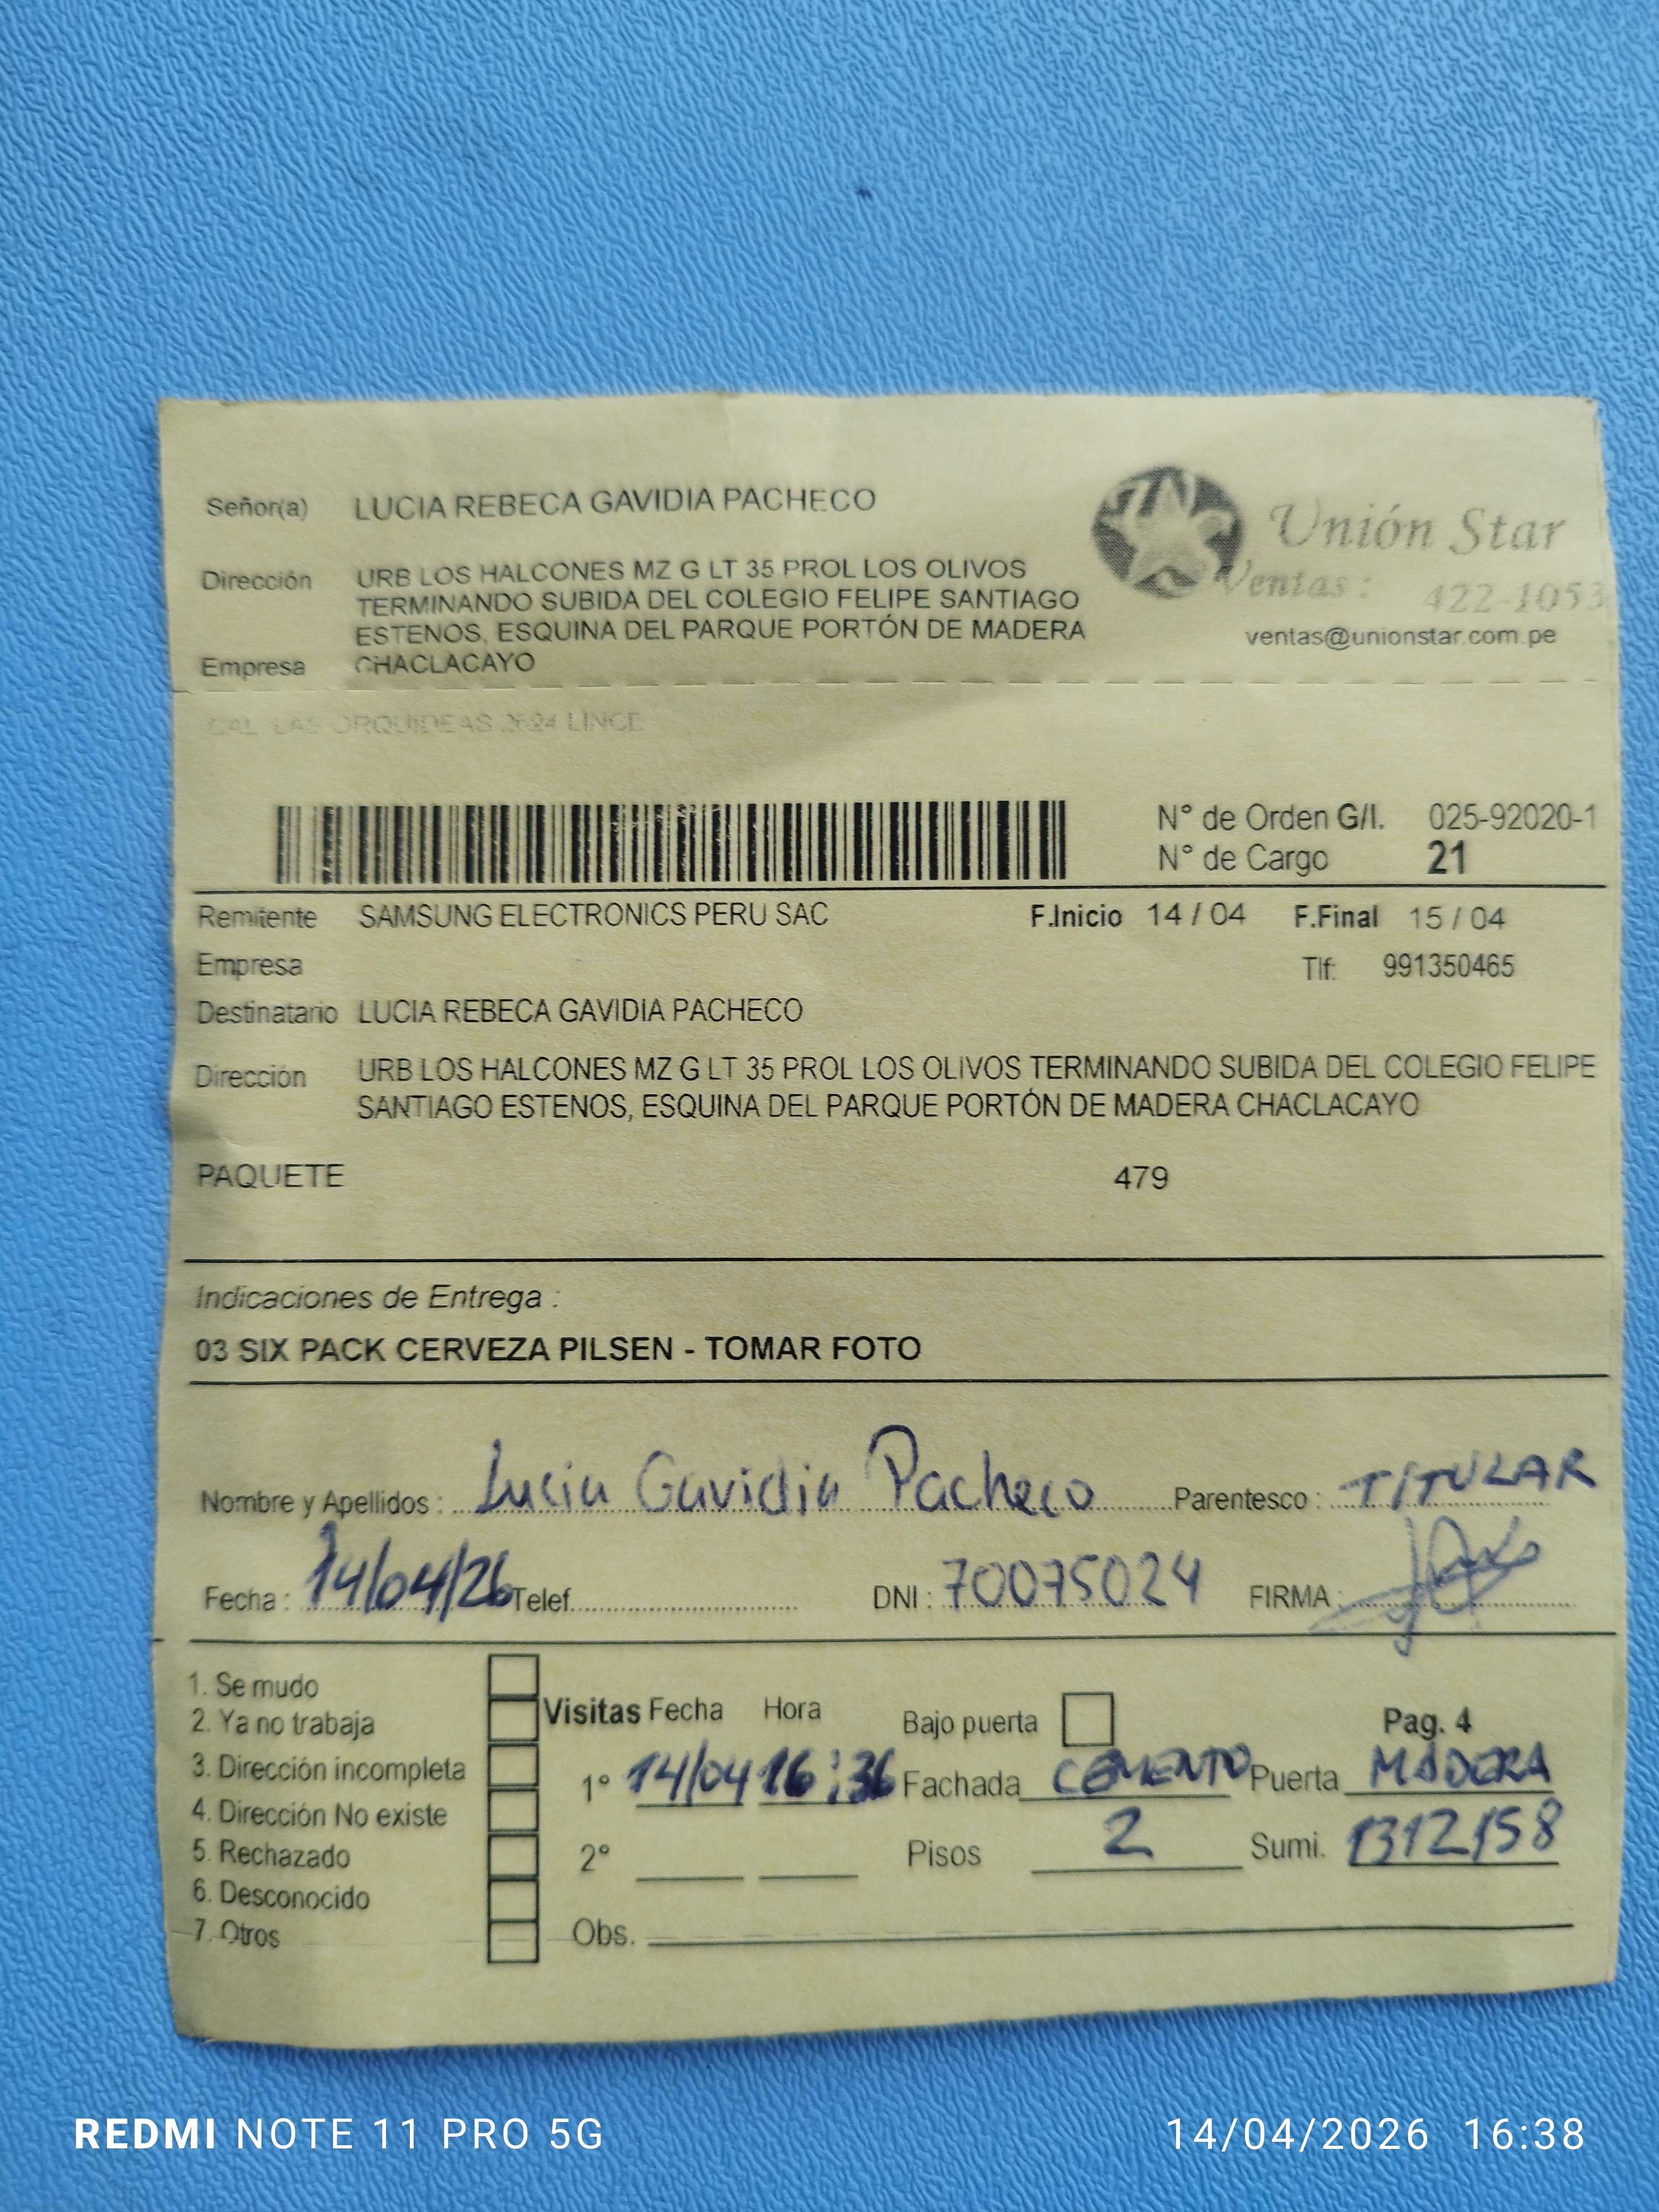 Señor(a) LUCIA REBECA GAVIDIA PACHECO
Unión Star
Ventas : 422-1053
ventas@unionstar.com.pe
Dirección URB LOS HALCONES MZ G LT 35 PROL LOS OLIVOS
TERMINANDO SUBIDA DEL COLEGIO FELIPE SANTIAGO
ESTENOS, ESQUINA DEL PARQUE PORTÓN DE MADERA
Empresa CHACLACAYO
CAL LAS ORQUIDEAS LINCE
N° de Orden G/I. 025-92020-1
N° de Cargo 21
Remitente SAMSUNG ELECTRONICS PERU SAC F.Inicio 14 / 04 F.Final 15 / 04
Empresa Tlf: 991350465
Destinatario LUCIA REBECA GAVIDIA PACHECO
Dirección URB LOS HALCONES MZ G LT 35 PROL LOS OLIVOS TERMINANDO SUBIDA DEL COLEGIO FELIPE
SANTIAGO ESTENOS, ESQUINA DEL PARQUE PORTÓN DE MADERA CHACLACAYO
PAQUETE 479
Indicaciones de Entrega :
03 SIX PACK CERVEZA PILSEN - TOMAR FOTO
Nombre y Apellidos : Lucia Gavidia Pacheco Parentesco : TITULAR
Fecha : 14/04/26 Telef. DNI : 70075024 FIRMA :
1. Se mudo
2. Ya no trabaja
3. Dirección incompleta
4. Dirección No existe
5. Rechazado
6. Desconocido
7. Otros
Visitas Fecha Hora Bajo puerta Pag. 4
1° 14/04 16:36 Fachada CEMENTO Puerta MADERA
2° Pisos 2 Sumi. 1312158
Obs.
REDMI NOTE 11 PRO 5G 14/04/2026 16:38